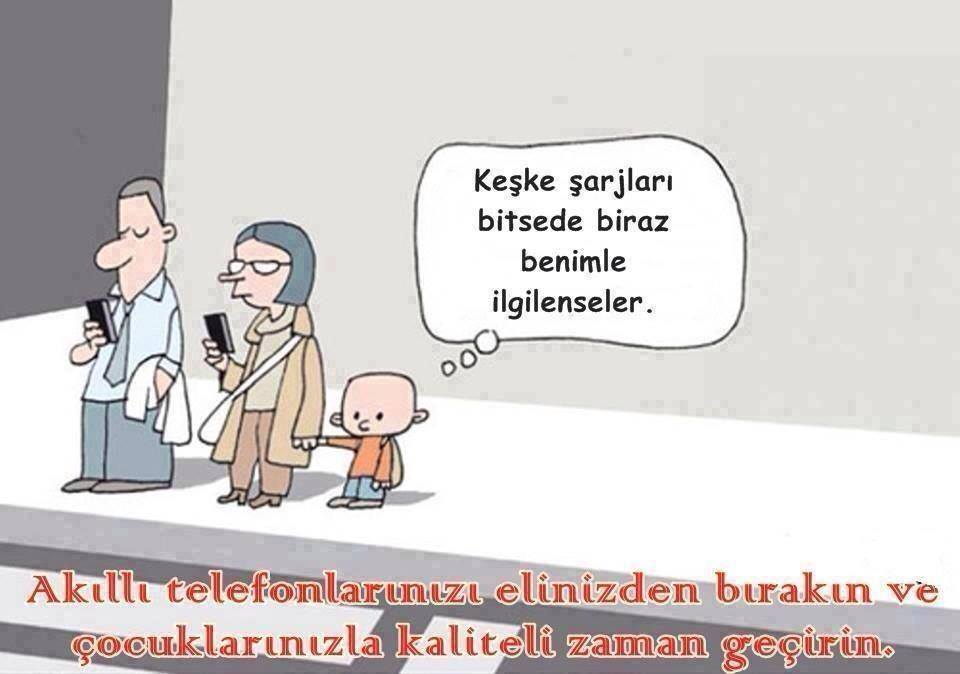 Keşke şarjları
bitsede biraz
benimle
ilgilenseler.
Akıllı telefonlarınızı elinizden bırakın ve
çocuklarınızla kaliteli zaman geçirin.